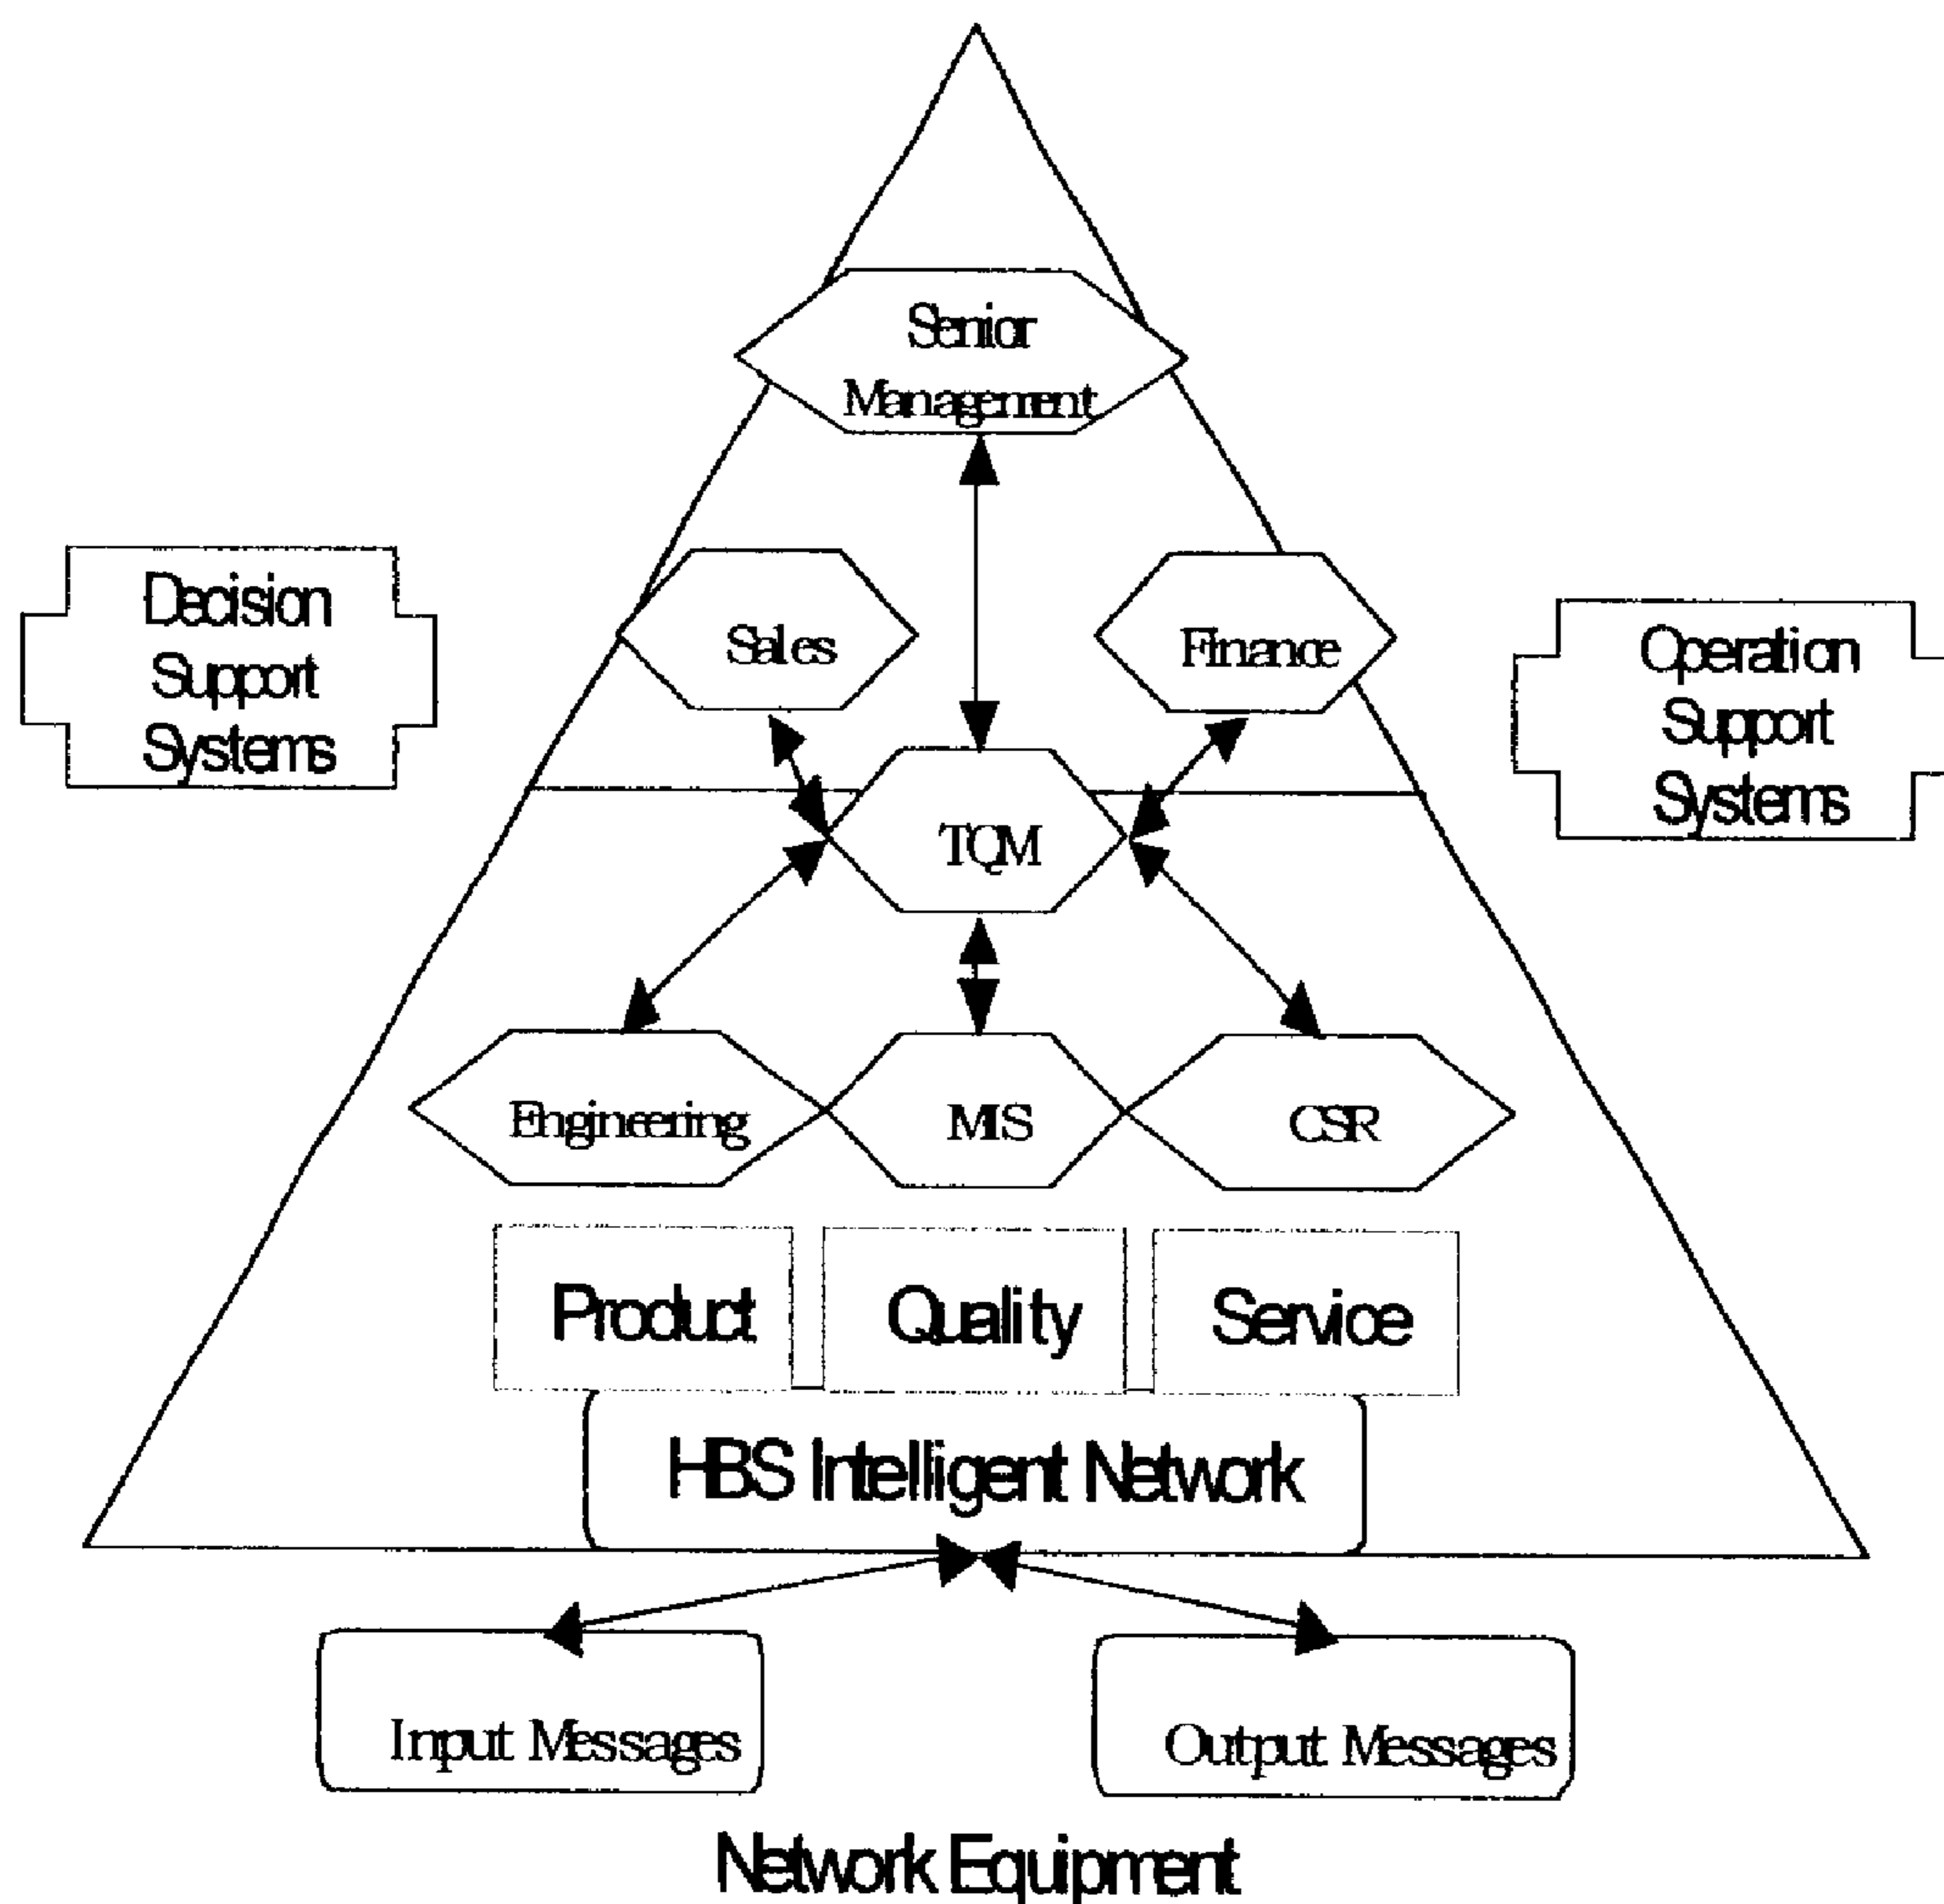 Senior
Management
Decision
Support
Systems
Sales
Finance
Operation
Support
Systems
TQM
Engineering
MIS
CSR
Product
Quality
Service
HBS Intelligent Network
Input Messages
Output Messages
Network Equipment